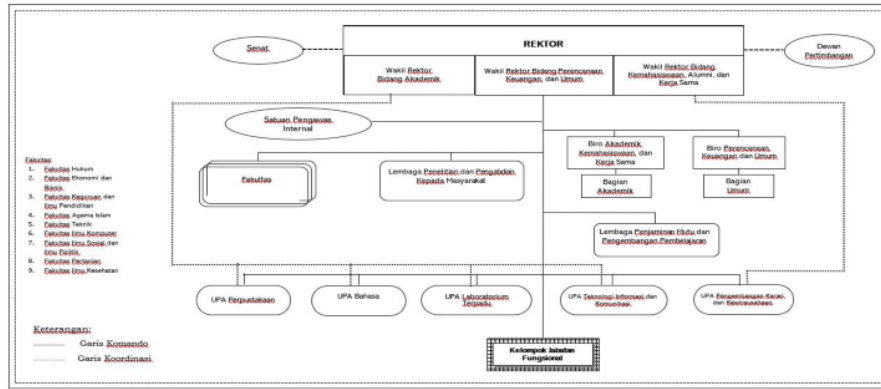 REKTOR
Senat
Dewan
Pertimbangan
Wakil Rektor
Bidang Akademik
Wakil Rektor Bidang Perencanaan
Keuangan, dan Umum
Wakil Rektor Bidang
Kemahasiswaan, Alumni, dan
Kerja Sama
Satuan Pengawas
Internal
Biro Akademik
Kemahasiswaan, dan
Kerja Sama
Biro Perencanaan
Keuangan dan Umum
Fakultas
Lembaga Penelitian dan Pengabdian
Kepada Masyarakat
Bagian
Akademik
Bagian
Umum
Lembaga Penjaminan Mutu dan
Pengembangan Pembelajaran
Fakultas:
1. Fakultas Hukum
2. Fakultas Ekonomi dan
Bisnis
3. Fakultas Keguruan dan
Ilmu Pendidikan
4. Fakultas Agama Islam
5. Fakultas Teknik
6. Fakultas Ilmu Komputer
7. Fakultas Ilmu Sosial dan
Ilmu Politik
8. Fakultas Pertanian
9. Fakultas Ilmu Kesehatan
UPA Perpustakaan
UPA Bahasa
UPA Laboratorium
Terpadu
UPA Teknologi Informasi dan
Komunikasi
UPA Pengembangan Karier
dan Kewirausahaan
Keterangan:
Garis Komando
Garis Koordinasi
Kelompok Jabatan
Fungsional